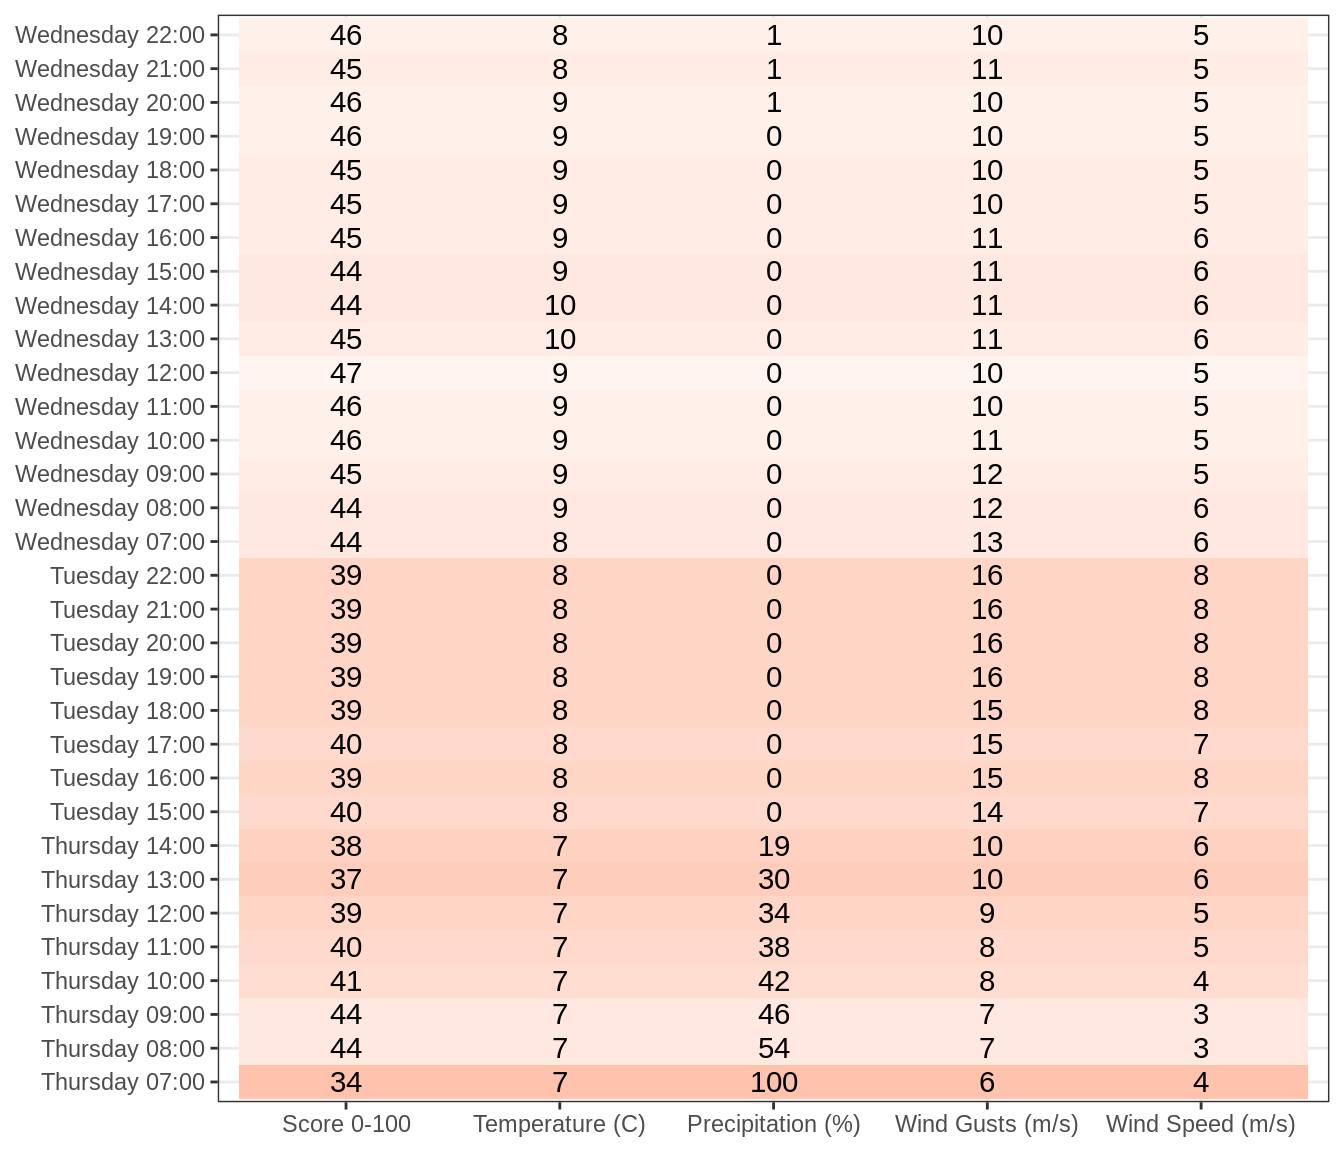 Wednesday 22:00 46 8 1 10 5
Wednesday 21:00 45 8 1 11 5
Wednesday 20:00 46 9 1 10 5
Wednesday 19:00 46 9 0 10 5
Wednesday 18:00 45 9 0 10 5
Wednesday 17:00 45 9 0 10 5
Wednesday 16:00 45 9 0 11 6
Wednesday 15:00 44 9 0 11 6
Wednesday 14:00 44 10 0 11 6
Wednesday 13:00 45 10 0 11 6
Wednesday 12:00 47 9 0 10 5
Wednesday 11:00 46 9 0 10 5
Wednesday 10:00 46 9 0 11 5
Wednesday 09:00 45 9 0 12 5
Wednesday 08:00 44 9 0 12 6
Wednesday 07:00 44 8 0 13 6
Tuesday 22:00 39 8 0 16 8
Tuesday 21:00 39 8 0 16 8
Tuesday 20:00 39 8 0 16 8
Tuesday 19:00 39 8 0 16 8
Tuesday 18:00 39 8 0 15 8
Tuesday 17:00 40 8 0 15 7
Tuesday 16:00 39 8 0 15 8
Tuesday 15:00 40 8 0 14 7
Thursday 14:00 38 7 19 10 6
Thursday 13:00 37 7 30 10 6
Thursday 12:00 39 7 34 9 5
Thursday 11:00 40 7 38 8 5
Thursday 10:00 41 7 42 8 4
Thursday 09:00 44 7 46 7 3
Thursday 08:00 44 7 54 7 3
Thursday 07:00 34 7 100 6 4
Score 0-100 Temperature (C) Precipitation (%) Wind Gusts (m/s) Wind Speed (m/s)